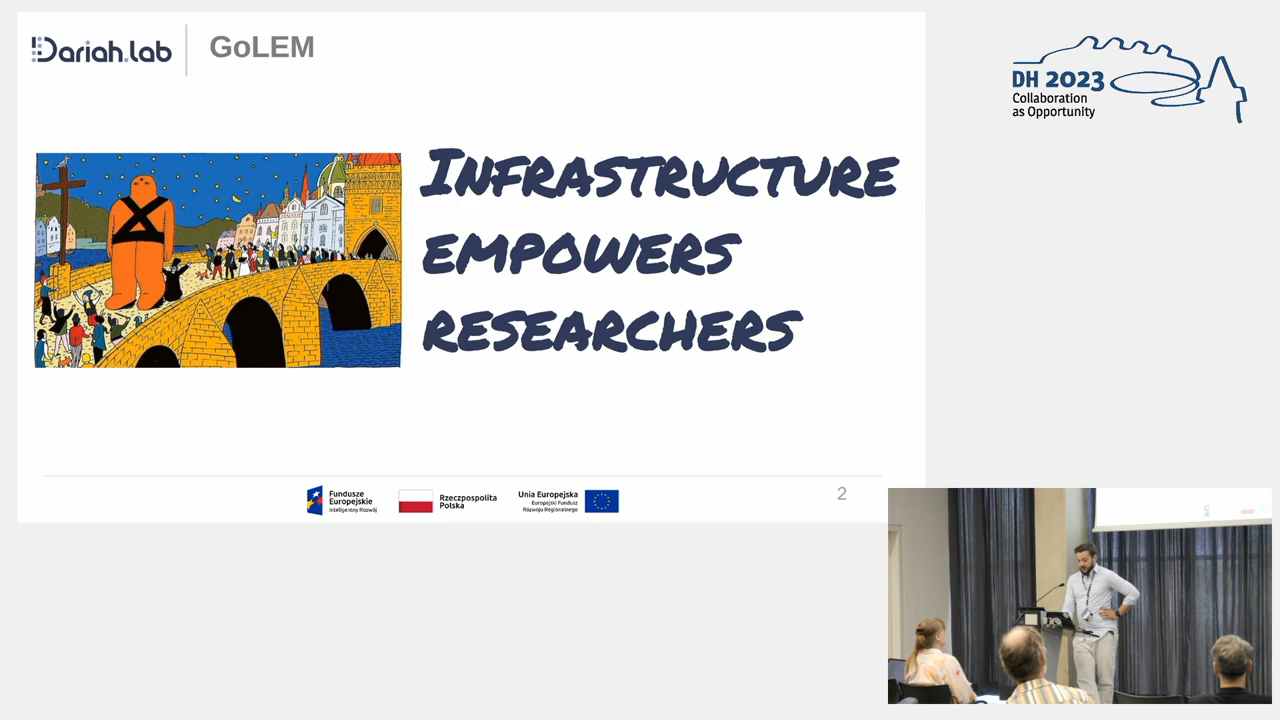 Dariah.lab
GoLEM
DH 2023
Collaboration
as Opportunity
INFRASTRUCTURE
EMPOWERS
RESEARCHERS
Fundusze
Europejskie
Inteligentny Rozwój
Rzeczpospolita
Polska
Unia Europejska
Europejski Fundusz
Rozwoju Regionalnego
2